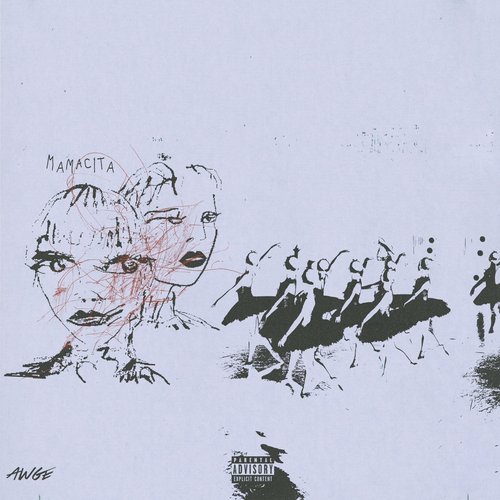 MAMACITA
AWGE
PARENTAL
ADVISORY
EXPLICIT CONTENT